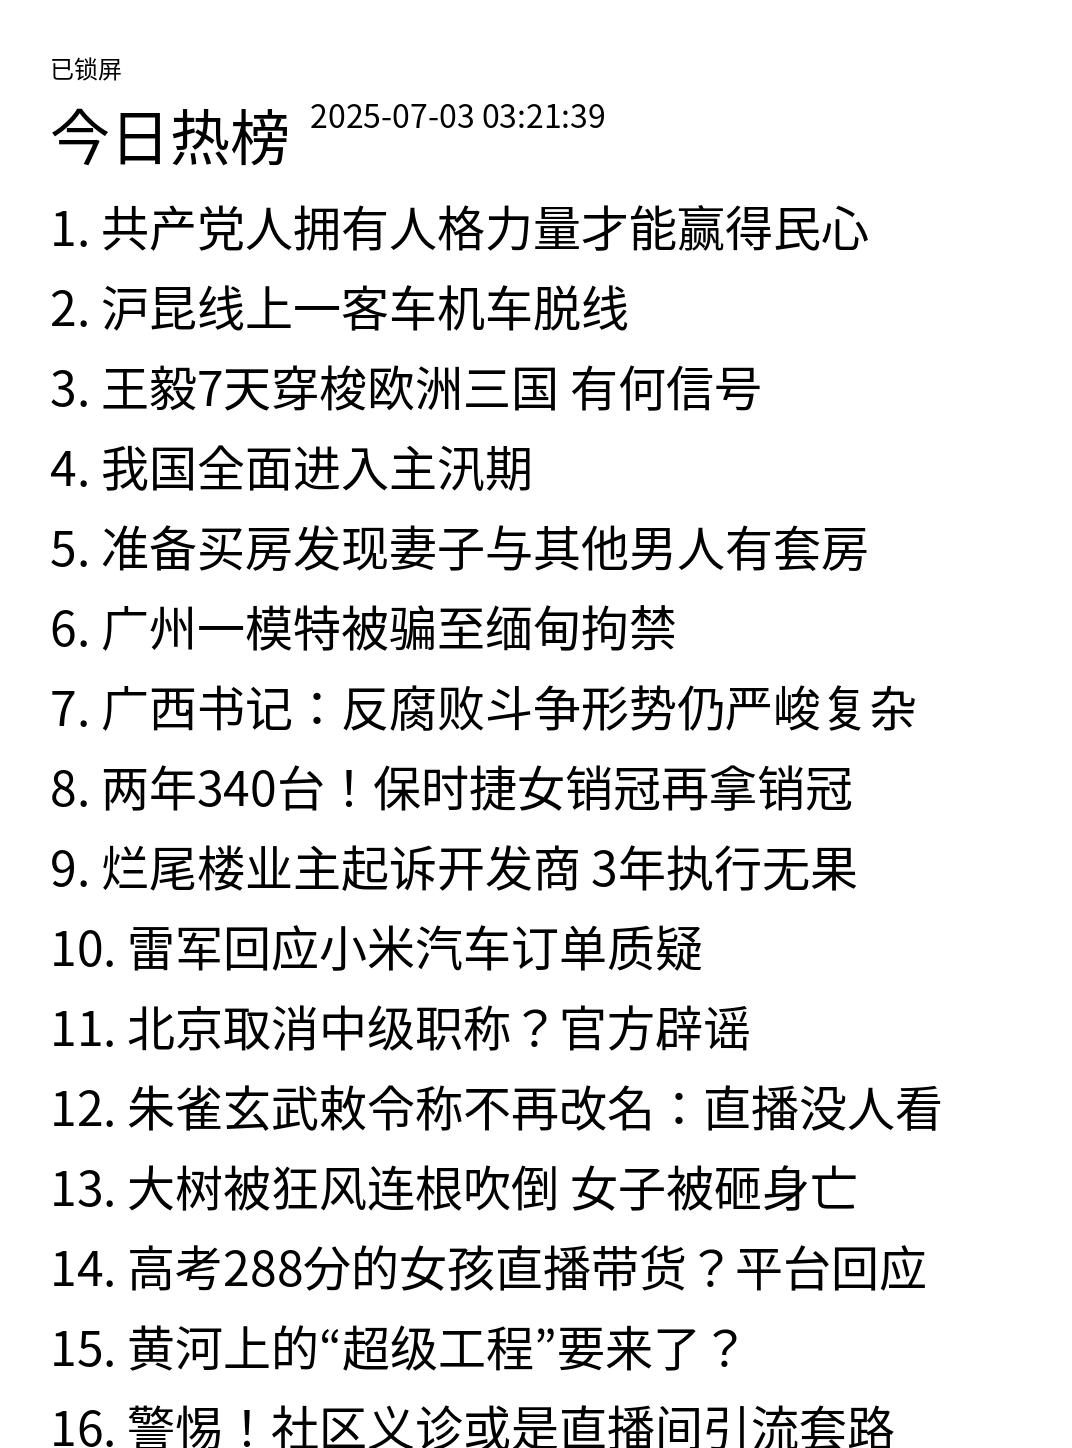 已锁屏
今日热榜 2025-07-03 03:21:39
1. 共产党人拥有人格力量才能赢得民心
2. 沪昆线上一客车机车脱线
3. 王毅7天穿梭欧洲三国 有何信号
4. 我国全面进入主汛期
5. 准备买房发现妻子与其他男人有套房
6. 广州一模特被骗至缅甸拘禁
7. 广西书记：反腐败斗争形势仍严峻复杂
8. 两年340台！保时捷女销冠再拿销冠
9. 烂尾楼业主起诉开发商 3年执行无果
10. 雷军回应小米汽车订单质疑
11. 北京取消中级职称？官方辟谣
12. 朱雀玄武敕令称不再改名：直播没人看
13. 大树被狂风连根吹倒 女子被砸身亡
14. 高考288分的女孩直播带货？平台回应
15. 黄河上的“超级工程”要来了？
16. 警惕！社区义诊或是直播间引流套路